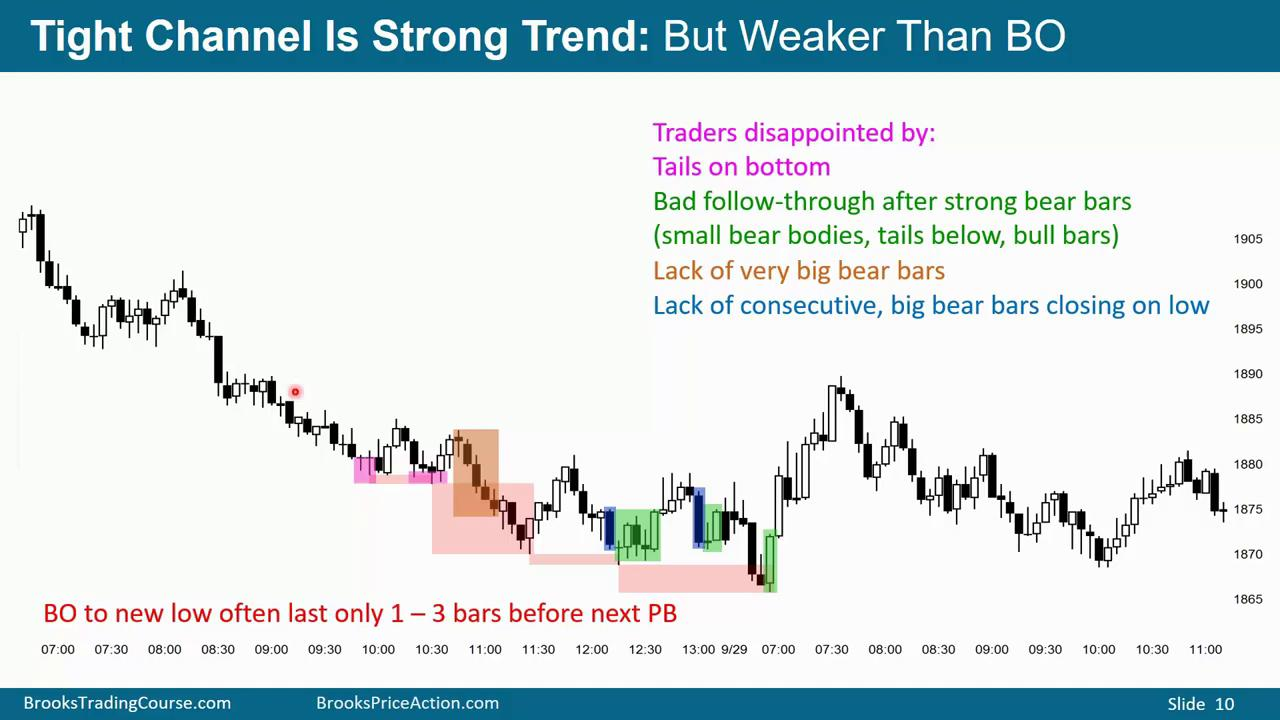 Tight Channel Is Strong Trend: But Weaker Than BO
Traders disappointed by:
Tails on bottom
Bad follow-through after strong bear bars
(small bear bodies, tails below, bull bars)
Lack of very big bear bars
Lack of consecutive, big bear bars closing on low
1905
1900
1895
1890
1885
1880
1875
1870
1865
BO to new low often last only 1 – 3 bars before next PB
07:00 07:30 08:00 08:30 09:00 09:30 10:00 10:30 11:00 11:30 12:00 12:30 13:00 9/29 07:00 07:30 08:00 08:30 09:00 09:30 10:00 10:30 11:00
BrooksTradingCourse.com BrooksPriceAction.com Slide 10